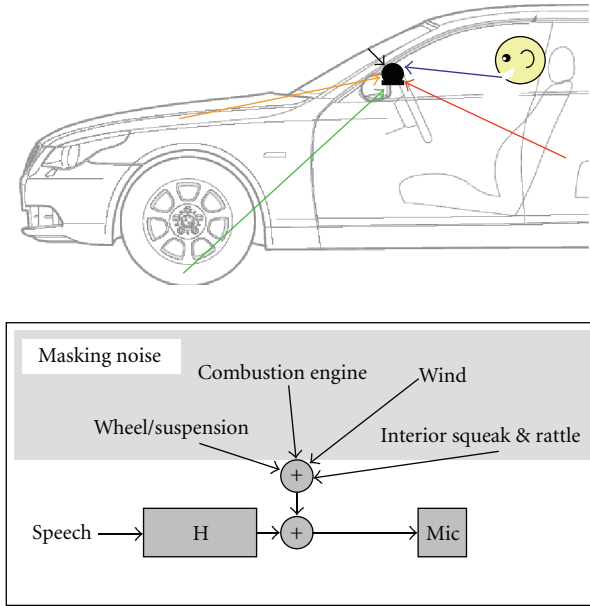 Masking noise
Combustion engine
Wind
Wheel/suspension
Interior squeak & rattle
+
Speech
H
+
Mic